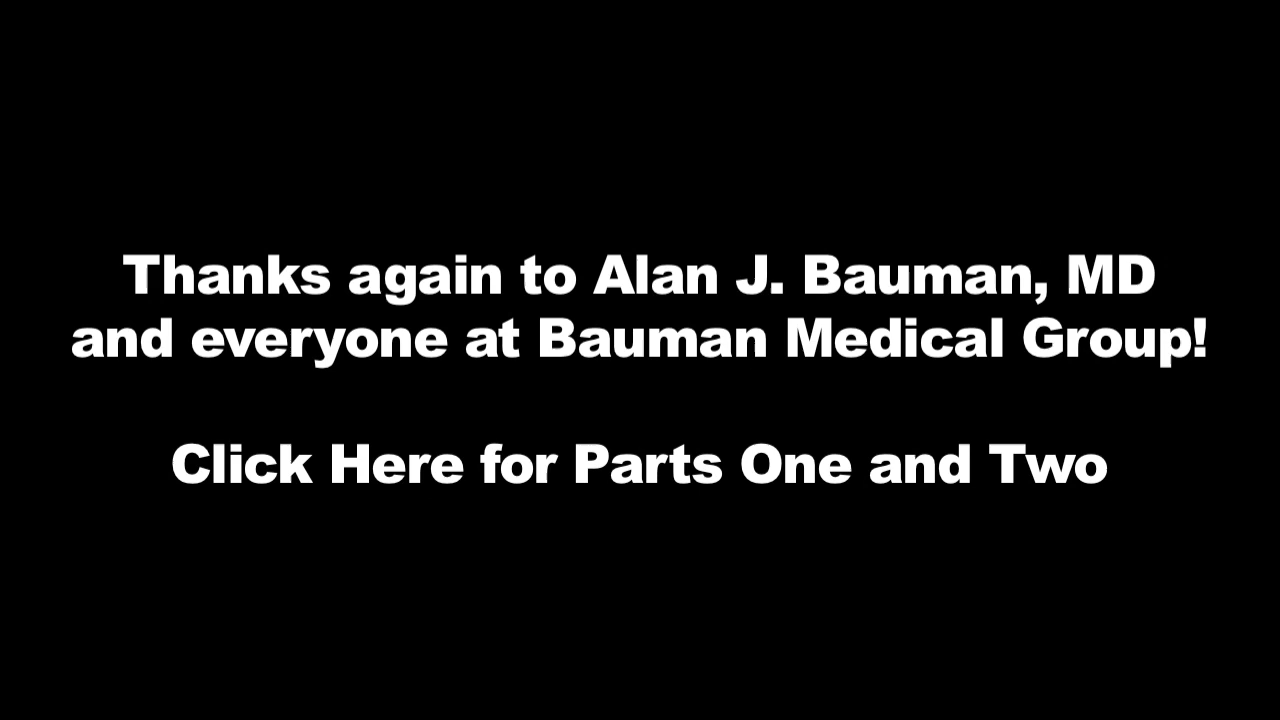 Thanks again to Alan J. Bauman, MD
and everyone at Bauman Medical Group!
Click Here for Parts One and Two